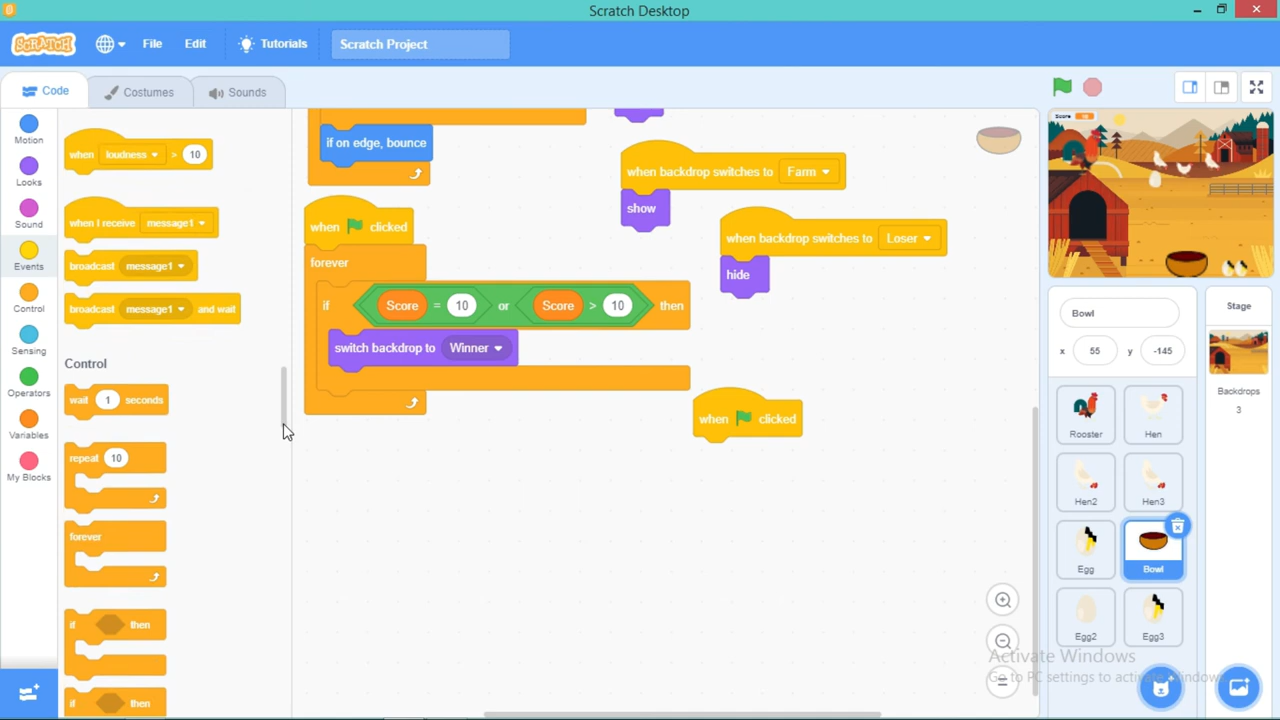 Scratch Desktop
SCRATCH File Edit Tutorials Scratch Project
Code Costumes Sounds
Motion
Looks
Sound
Events
Control
Sensing
Operators
Variables
My Blocks
when loudness > 10
when I receive message1
broadcast message1
broadcast message1 and wait
Control
wait 1 seconds
repeat 10
forever
if then
if then
if on edge, bounce
when clicked
forever
if Score = 10 or Score > 10 then
switch backdrop to Winner
when backdrop switches to Farm
show
when backdrop switches to Loser
hide
when clicked
Score
Bowl
x 55 y -145
Rooster Hen
Hen2 Hen3
Egg Bowl
Egg2 Egg3
Stage
Backdrops
3
Activate Windows
Go to PC settings to activate Windows.